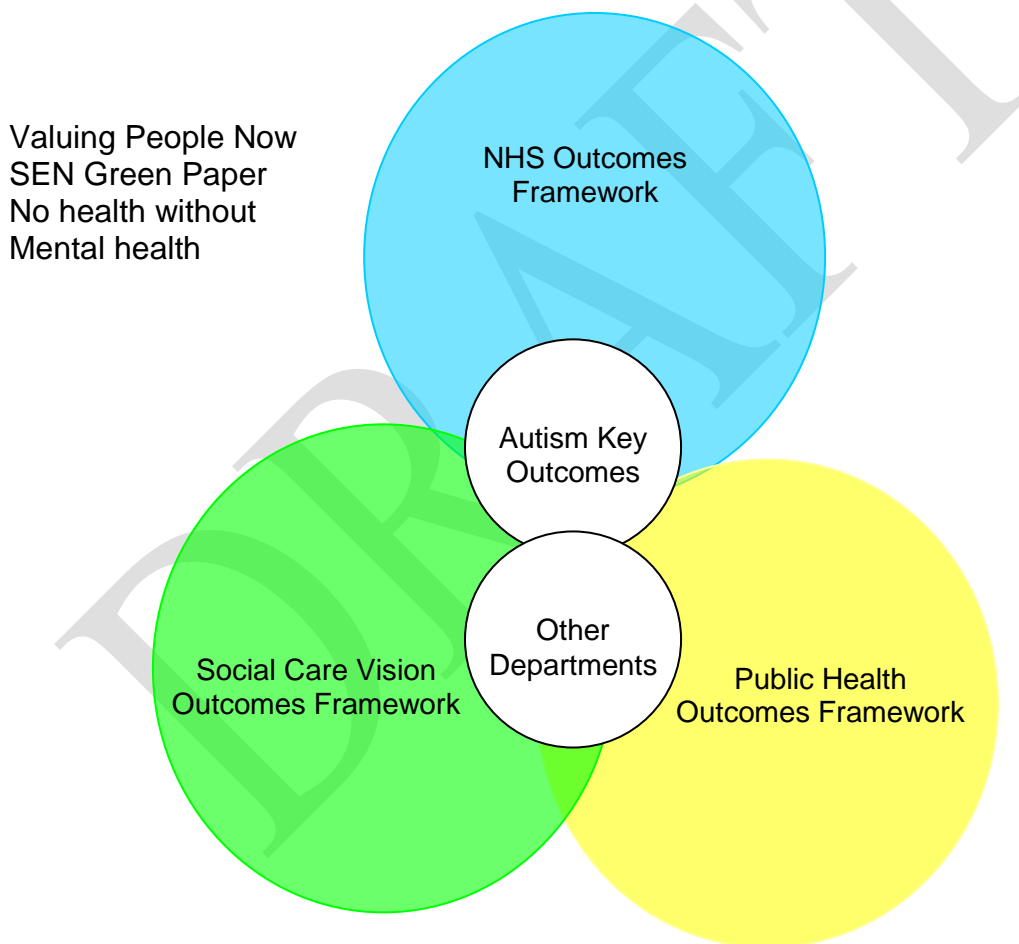 Valuing People Now
SEN Green Paper
No health without
Mental health
NHS Outcomes
Framework
Autism Key
Outcomes
Other
Departments
Social Care Vision
Outcomes Framework
Public Health
Outcomes Framework
DRAFT